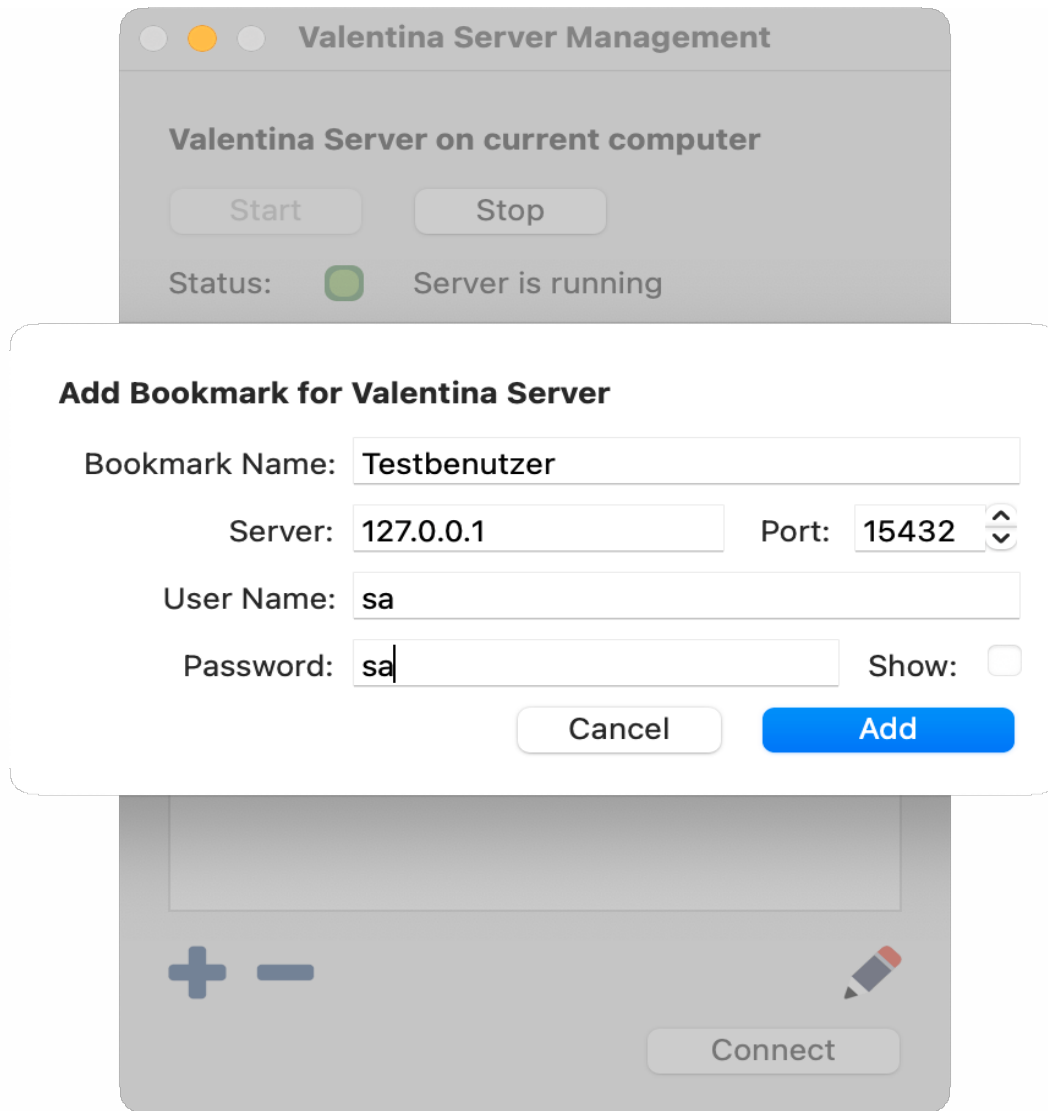 Valentina Server Management
Valentina Server on current computer
Start Stop
Status: Server is running
Add Bookmark for Valentina Server
Bookmark Name: Testbenutzer
Server: 127.0.0.1 Port: 15432
User Name: sa
Password: sa Show:
Cancel Add
Connect